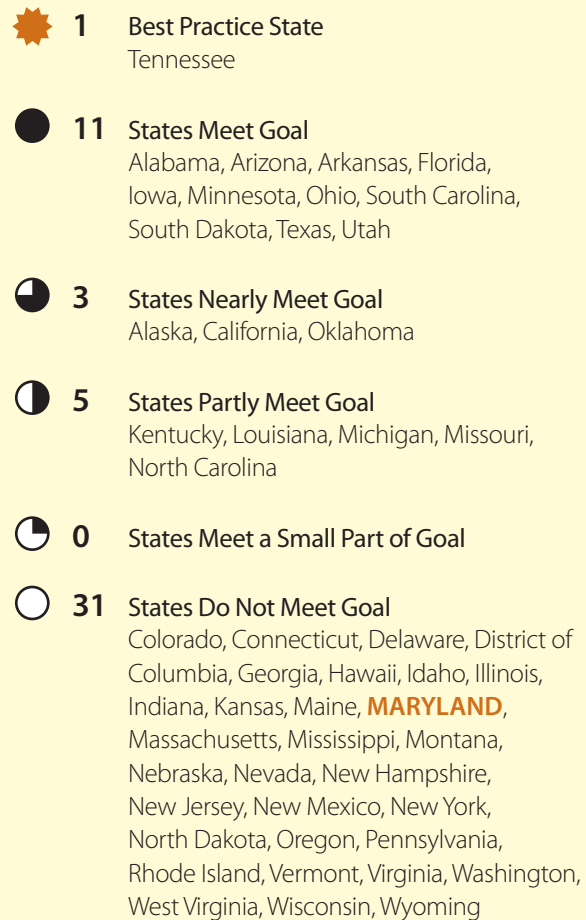 1 Best Practice State
Tennessee
11 States Meet Goal
Alabama, Arizona, Arkansas, Florida,
Iowa, Minnesota, Ohio, South Carolina,
South Dakota, Texas, Utah
3 States Nearly Meet Goal
Alaska, California, Oklahoma
5 States Partly Meet Goal
Kentucky, Louisiana, Michigan, Missouri,
North Carolina
0 States Meet a Small Part of Goal
31 States Do Not Meet Goal
Colorado, Connecticut, Delaware, District of
Columbia, Georgia, Hawaii, Idaho, Illinois,
Indiana, Kansas, Maine, MARYLAND,
Massachusetts, Mississippi, Montana,
Nebraska, Nevada, New Hampshire,
New Jersey, New Mexico, New York,
North Dakota, Oregon, Pennsylvania,
Rhode Island, Vermont, Virginia, Washington,
West Virginia, Wisconsin, Wyoming